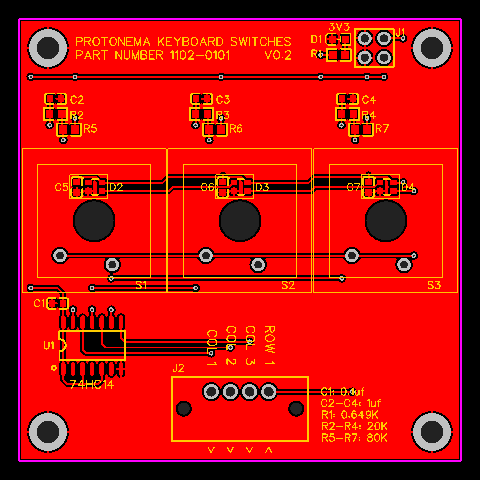 PROTONEMA KEYBOARD SWITCHES
PART NUMBER 1102-0101 V0.2
3V3
D1
R1
J1
C2
C3
C4
R2
R3
R4
R5
R6
R7
C5
D2
C6
D3
C7
D4
S1
S2
S3
C1
U1
74HC14
COL 1
COL 2
COL 3
ROW 1
J2
C1: 0.1uf
C2-C4: 1uf
R1: 0.649K
R2-R4: 20K
R5-R7: 80K